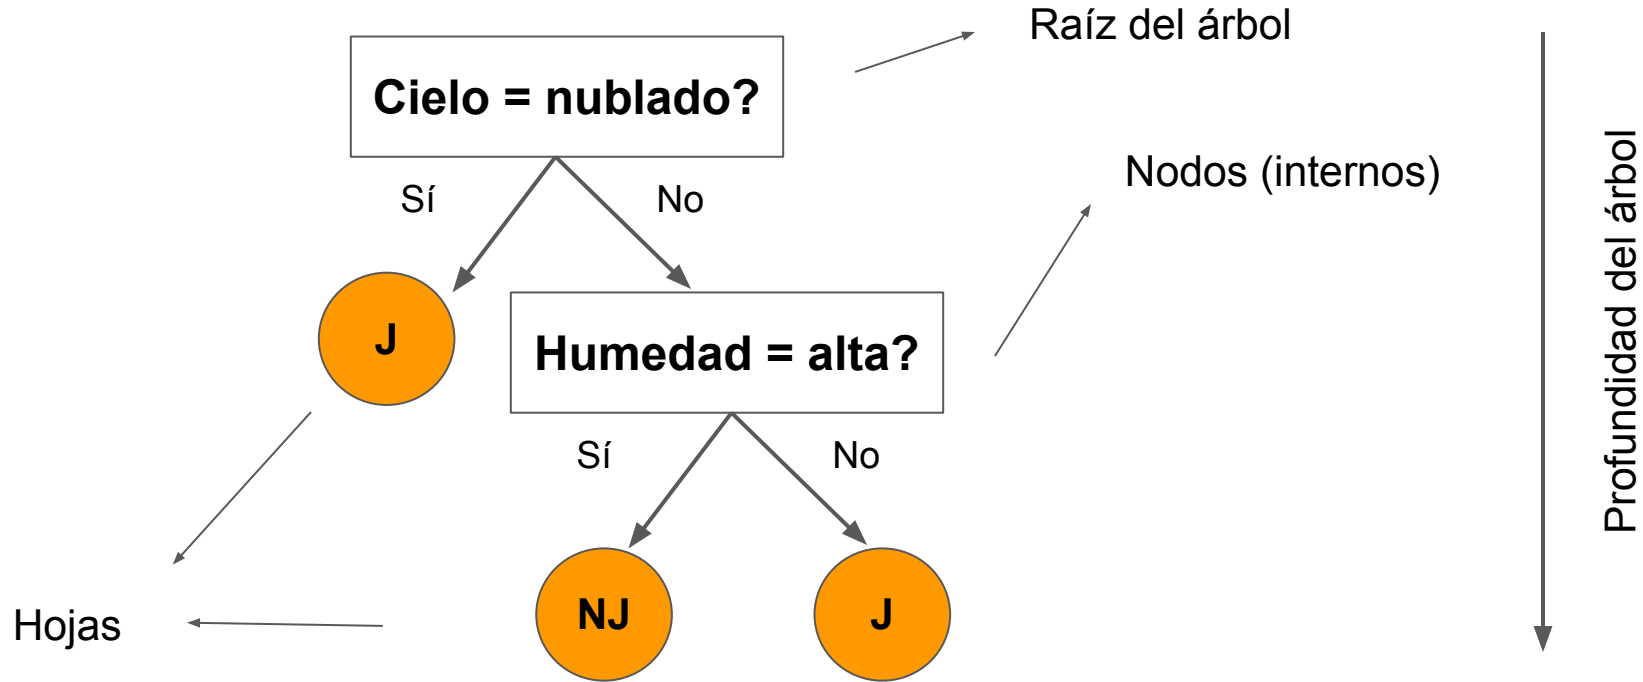 Raíz del árbol
Cielo = nublado?
Nodos (internos)
Sí
No
J
Humedad = alta?
Profundidad del árbol
Sí
No
Hojas
NJ
J